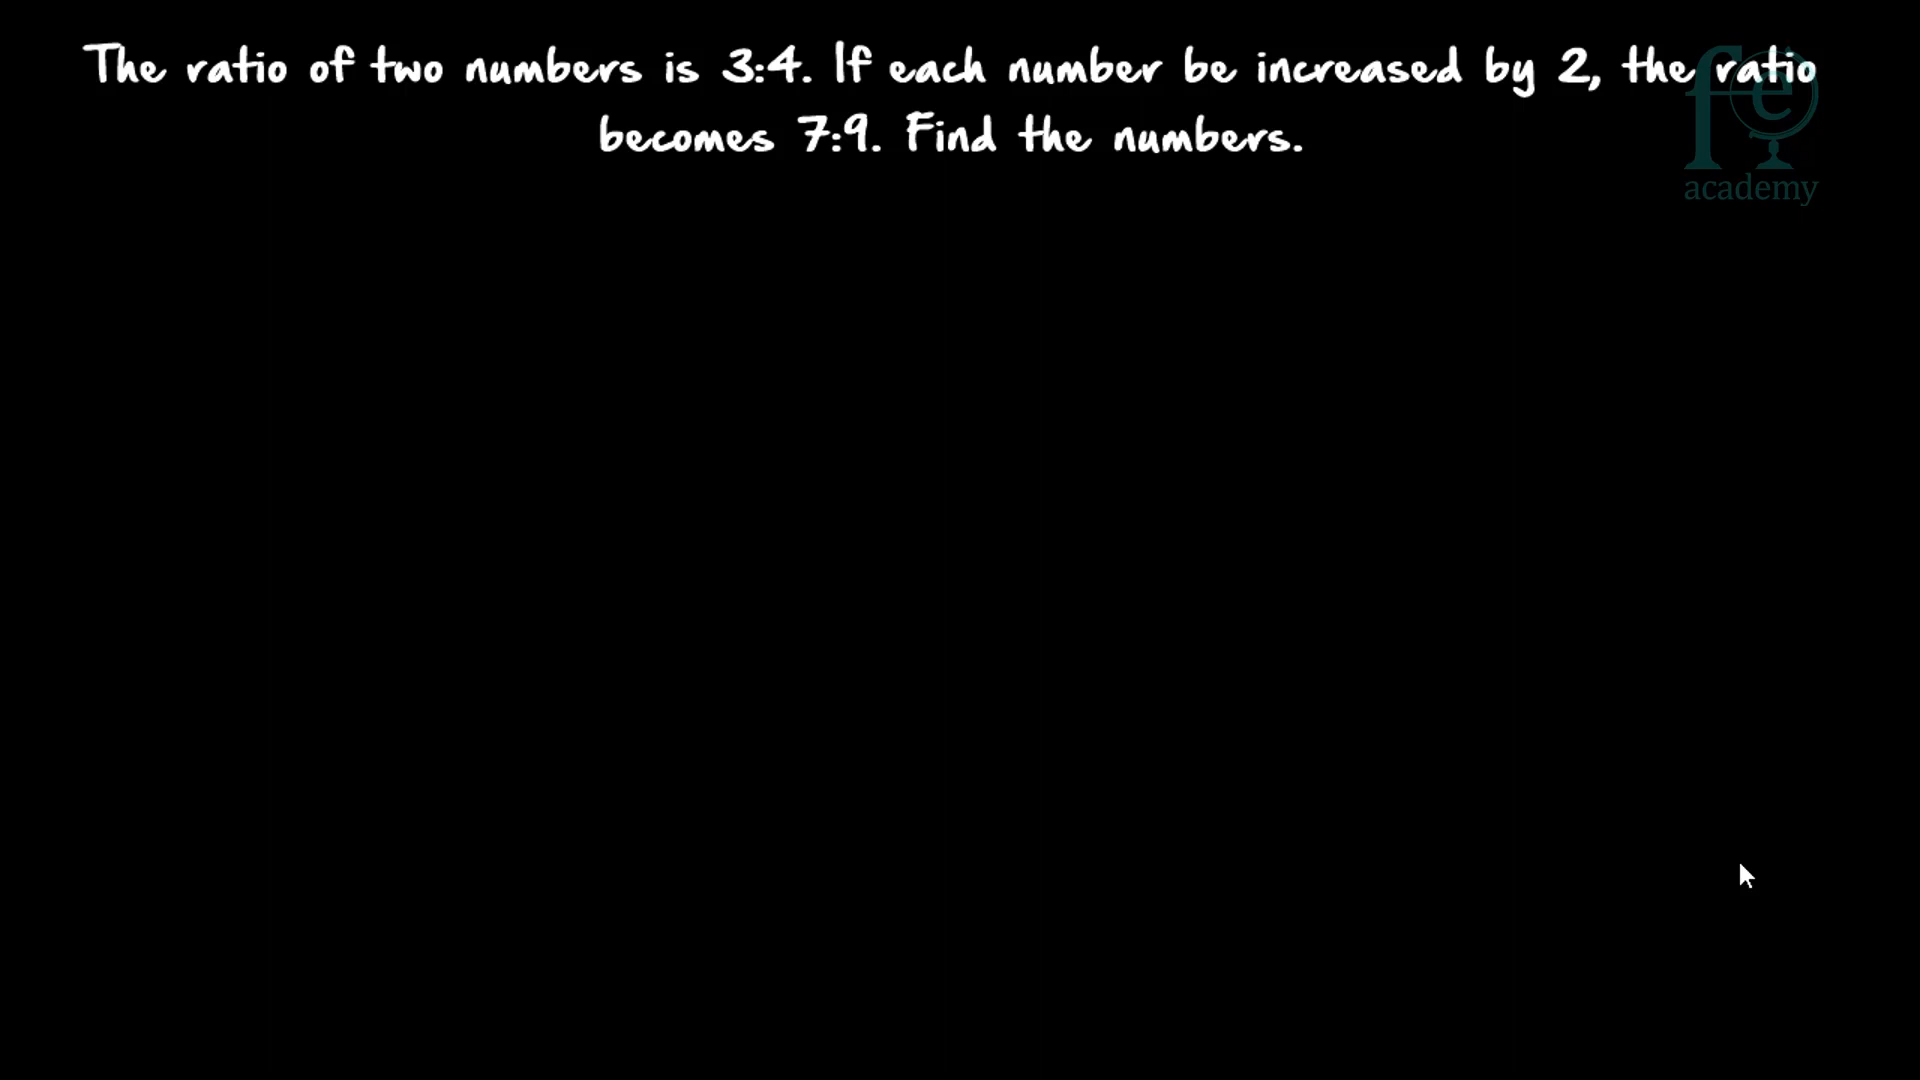 The ratio of two numbers is 3:4. If each number be increased by 2, the ratio
becomes 7:9. Find the numbers.
fe
academy